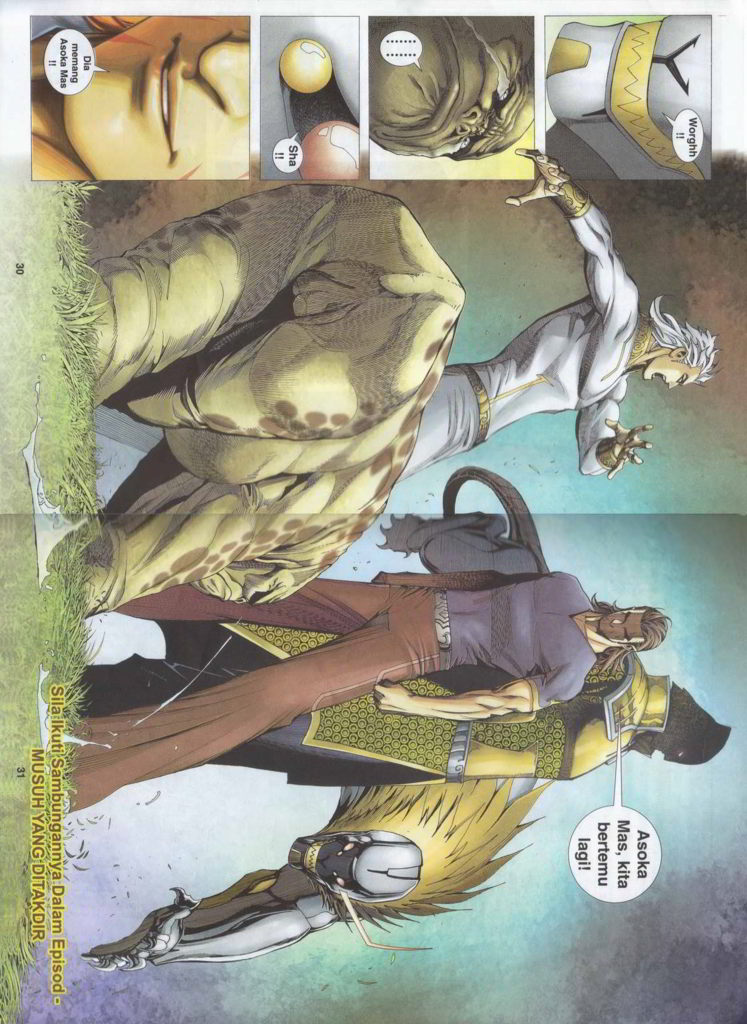 Worghh
!!
........
Sha
!!
Dia
memang
Asoka Mas
!!
Asoka
Mas, kita
bertemu
lagi!
Sila Ikuti Sambungannya Dalam Episod -
MUSUH YANG DITAKDIR
30
31